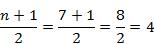 n + 1 / 2 = 7 + 1 / 2 = 8 / 2 = 4